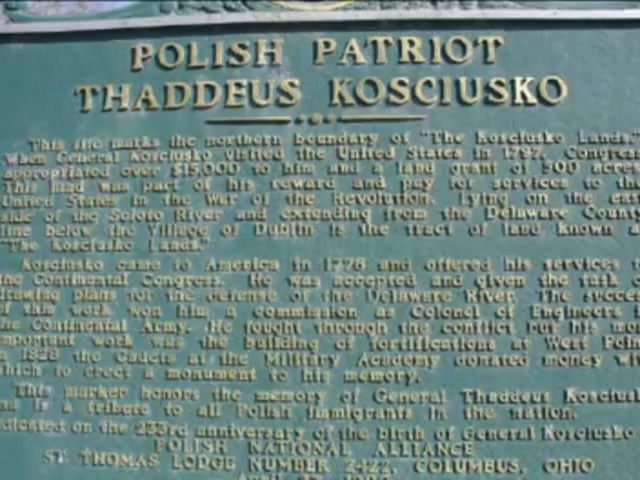 POLISH PATRIOT
THADDEUS KOSCIUSKO
This site marks the northern boundary of "The Kosciusko Lands."
When General Kosciusko visited the United States in 1797. Congress
appropriated over $15,000 to him and a land grant of 500 acres.
This land was part of his reward and pay for services to the
United States in the War of the Revolution. Lying on the east
side of the Scioto River and extending from the Delaware County
line below the Village of Dublin is the tract of land known as
"The Kosciusko Lands."
Kosciusko came to America in 1776 and offered his services to
the Continental Congress. He was accepted and given the task of
drawing plans for the defense of the Delaware River. The success
of this work won him a commission as Colonel of Engineers in
the Continental Army. He fought through the conflict but his most
important work was the building of fortifications at West Point
in 1828 the Cadets at the Military Academy donated money with
which to erect a monument to his memory.
This marker honors the memory of General Thaddeus Kosciusko
and is a tribute to all Polish immigrants in the nation.
Dedicated on the 233rd anniversary of the birth of General Kosciusko
POLISH NATIONAL ALLIANCE
ST THOMAS LODGE NUMBER 2422, COLUMBUS, OHIO